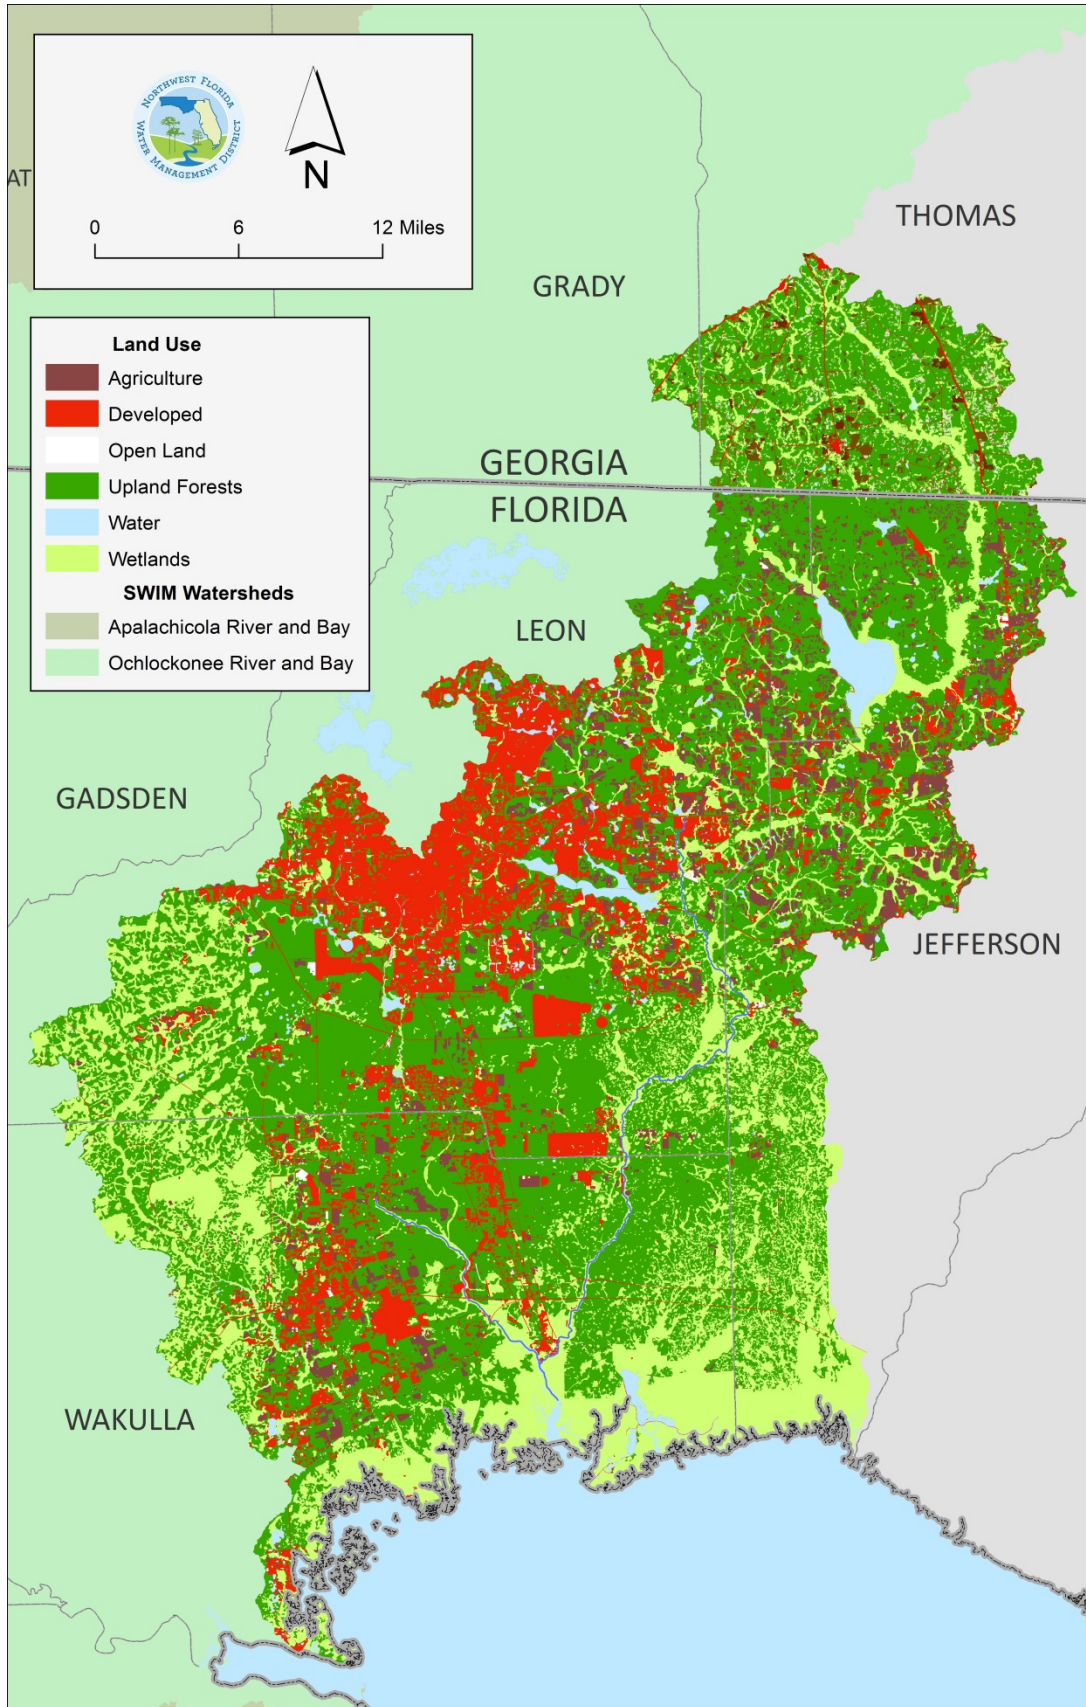 NORTHWEST FLORIDA
WATER MANAGEMENT DISTRICT
N
0 6 12 Miles
AT
THOMAS
GRADY
Land Use
Agriculture
Developed
Open Land
Upland Forests
Water
Wetlands
SWIM Watersheds
Apalachicola River and Bay
Ochlockonee River and Bay
GEORGIA
FLORIDA
LEON
GADSDEN
JEFFERSON
WAKULLA